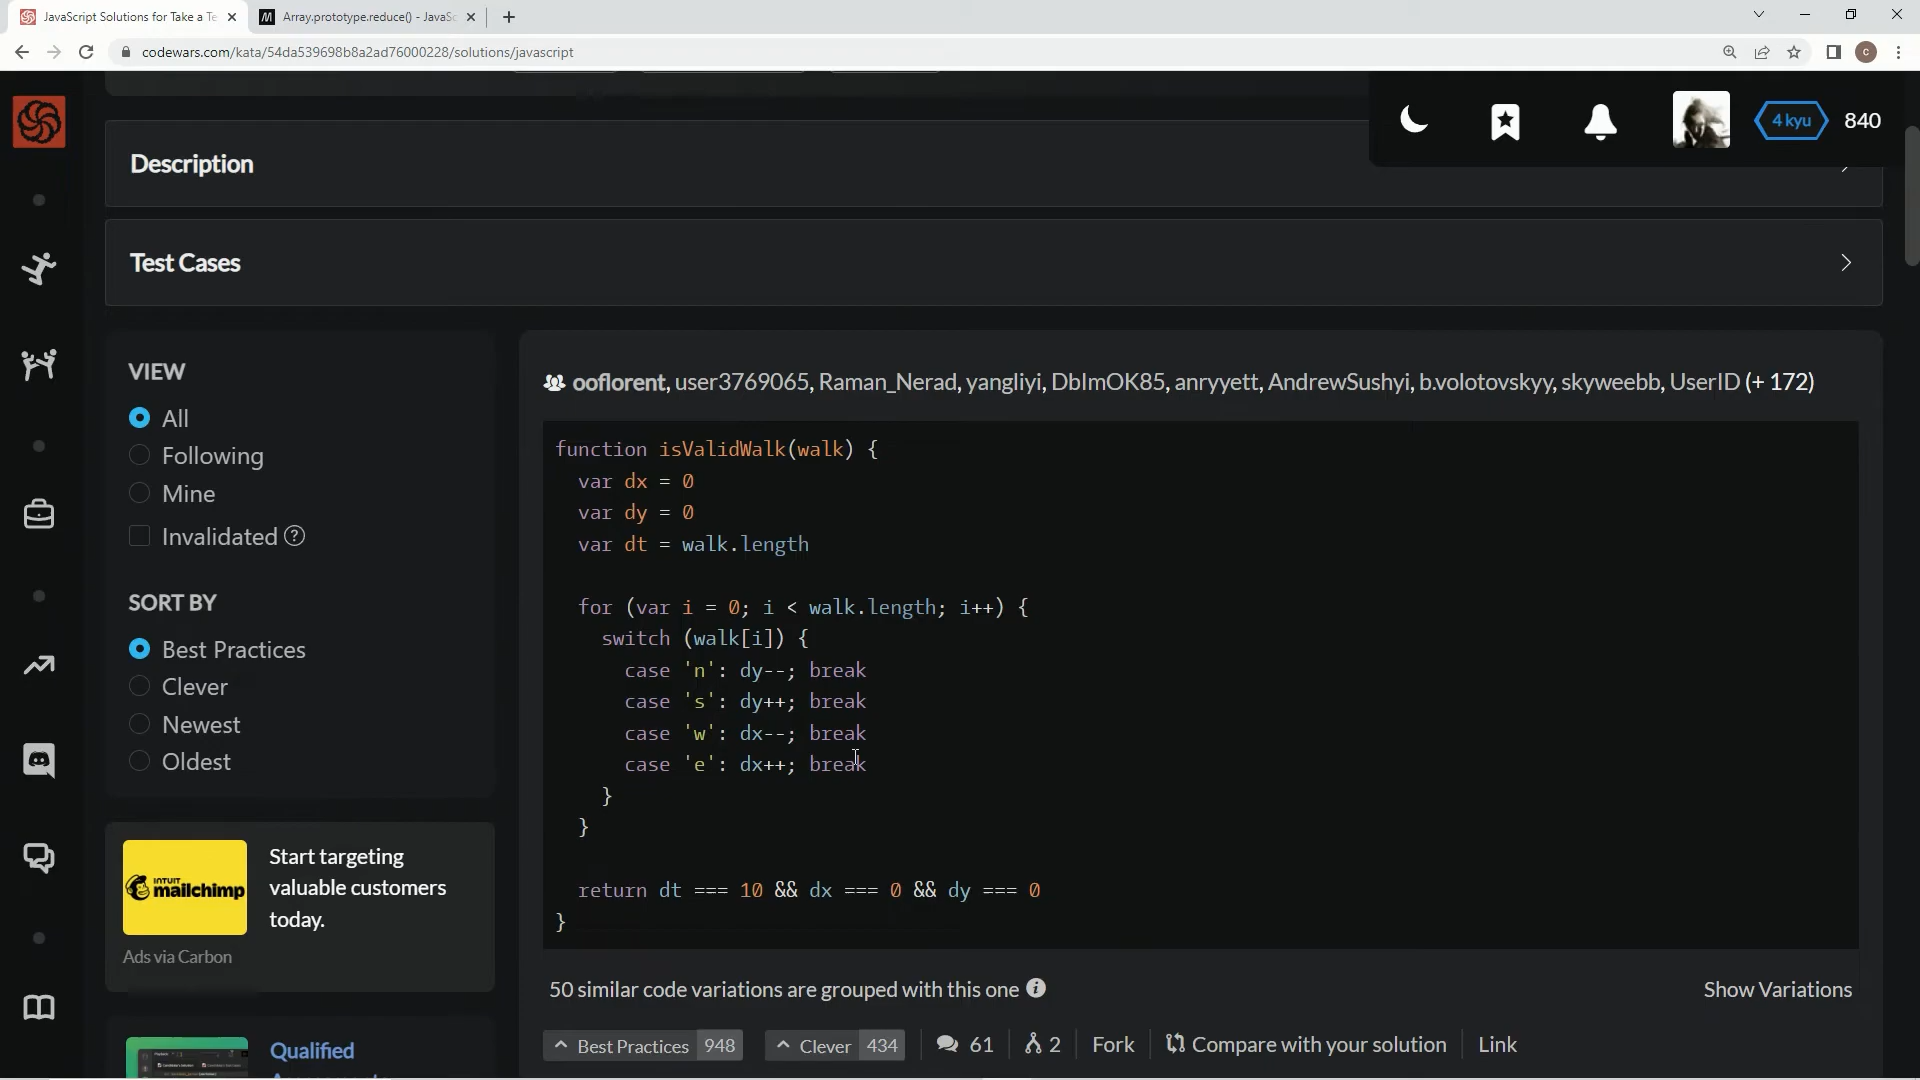 JavaScript Solutions for Take a Te
Array.prototype.reduce() - JavaSc
codewars.com/kata/54da539698b8a2ad76000228/solutions/javascript
C
4 kyu
840
Description
Test Cases
VIEW
All
Following
Mine
Invalidated
SORT BY
Best Practices
Clever
Newest
Oldest
INTUIT
mailchimp
Start targeting
valuable customers
today.
Ads via Carbon
Qualified
ooflorent, user3769065, Raman_Nerad, yangliyi, DbImOK85, anryyett, AndrewSushyi, b.volotovskyy, skyweebb, UserID (+ 172)
function isValidWalk(walk) {
  var dx = 0
  var dy = 0
  var dt = walk.length
  for (var i = 0; i < walk.length; i++) {
    switch (walk[i]) {
      case 'n': dy--; break
      case 's': dy++; break
      case 'w': dx--; break
      case 'e': dx++; break
    }
  }
  return dt === 10 && dx === 0 && dy === 0
}
50 similar code variations are grouped with this one
Show Variations
Best Practices 948 Clever 434 61 2 Fork Compare with your solution Link